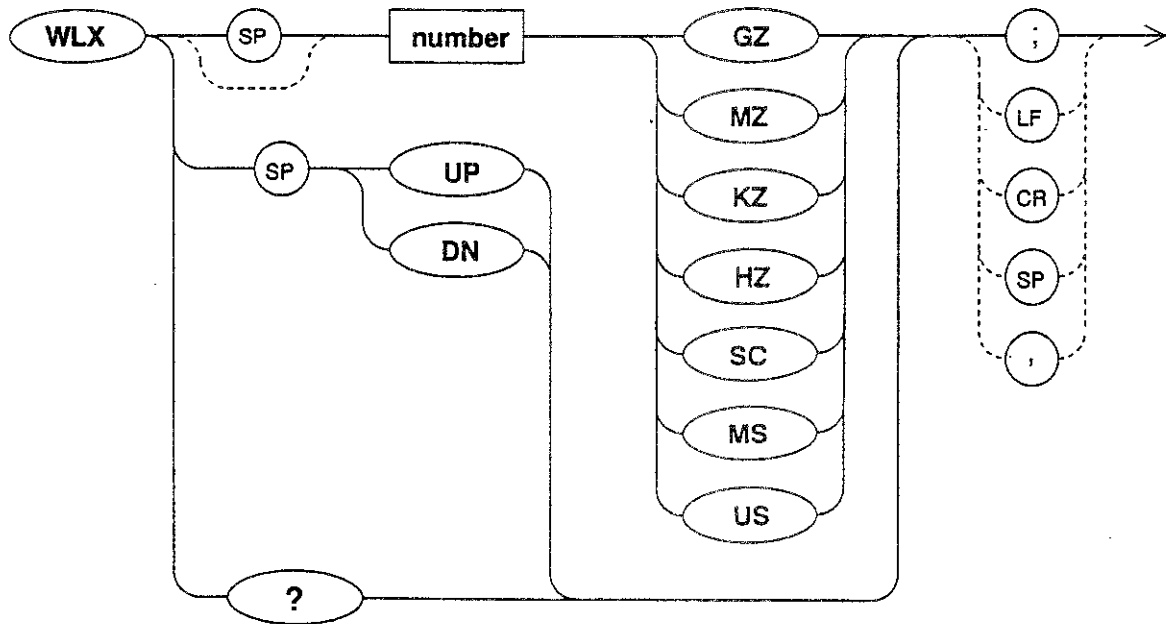 WLX SP number GZ ;
MZ LF
SP UP KZ CR
DN HZ SP
SC ,
MS
US
?